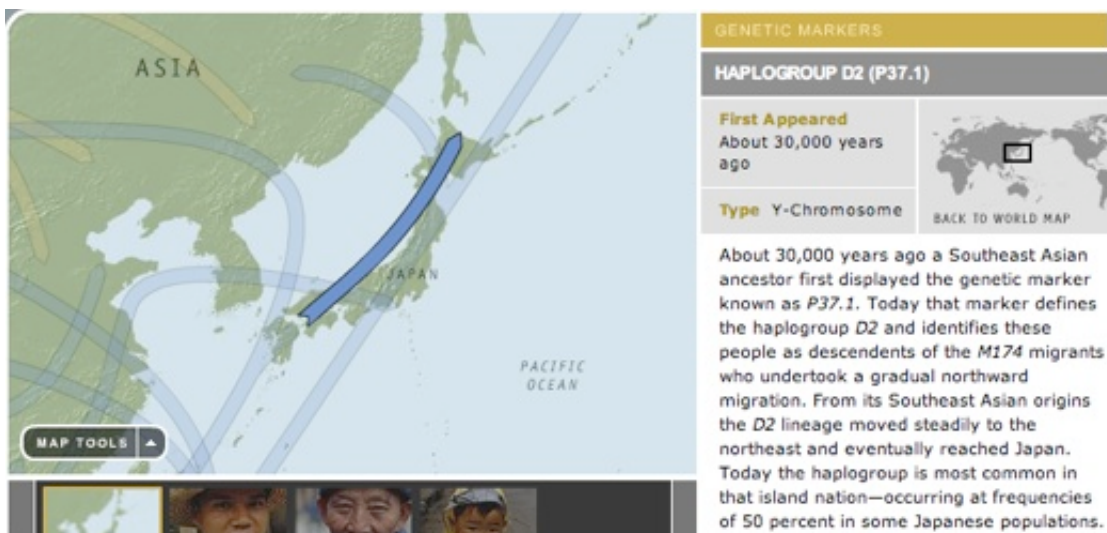 ASIA
JAPAN
PACIFIC
OCEAN
MAP TOOLS
GENETIC MARKERS
HAPLOGROUP D2 (P37.1)
First Appeared
About 30,000 years
ago
Type Y-Chromosome
BACK TO WORLD MAP
About 30,000 years ago a Southeast Asian
ancestor first displayed the genetic marker
known as P37.1. Today that marker defines
the haplogroup D2 and identifies these
people as descendents of the M174 migrants
who undertook a gradual northward
migration. From its Southeast Asian origins
the D2 lineage moved steadily to the
northeast and eventually reached Japan.
Today the haplogroup is most common in
that island nation—occurring at frequencies
of 50 percent in some Japanese populations.